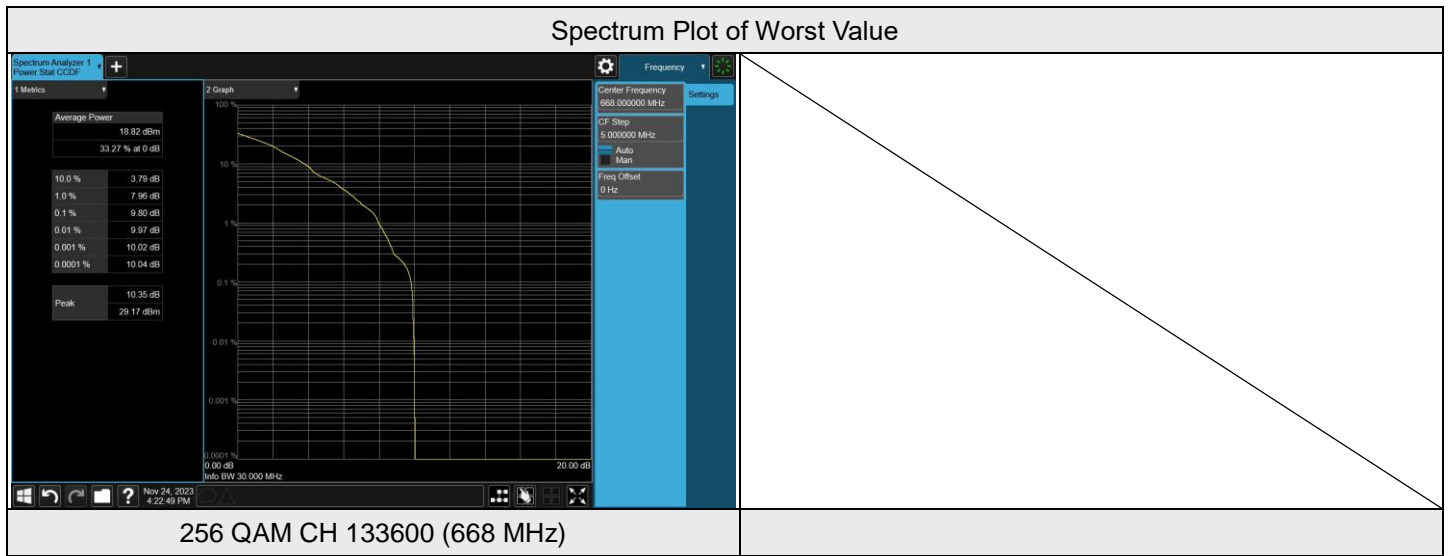 Spectrum Plot of Worst Value
Spectrum Analyzer 1
Power Stat CCDF
+
Frequency
1 Metrics
2 Graph
Center Frequency
668.000000 MHz
Settings
CF Step
5.000000 MHz
Auto
Man
Freq Offset
0 Hz
Average Power
18.82 dBm
33.27 % at 0 dB
10.0 % 3.79 dB
1.0 % 7.96 dB
0.1 % 9.80 dB
0.01 % 9.97 dB
0.001 % 10.02 dB
0.0001 % 10.04 dB
Peak
10.35 dB
29.17 dBm
100 %
10 %
1 %
0.1 %
0.01 %
0.001 %
0.0001 %
0.00 dB
20.00 dB
Info BW 30.000 MHz
?
Nov 24, 2023
4:22:49 PM
256 QAM CH 133600 (668 MHz)